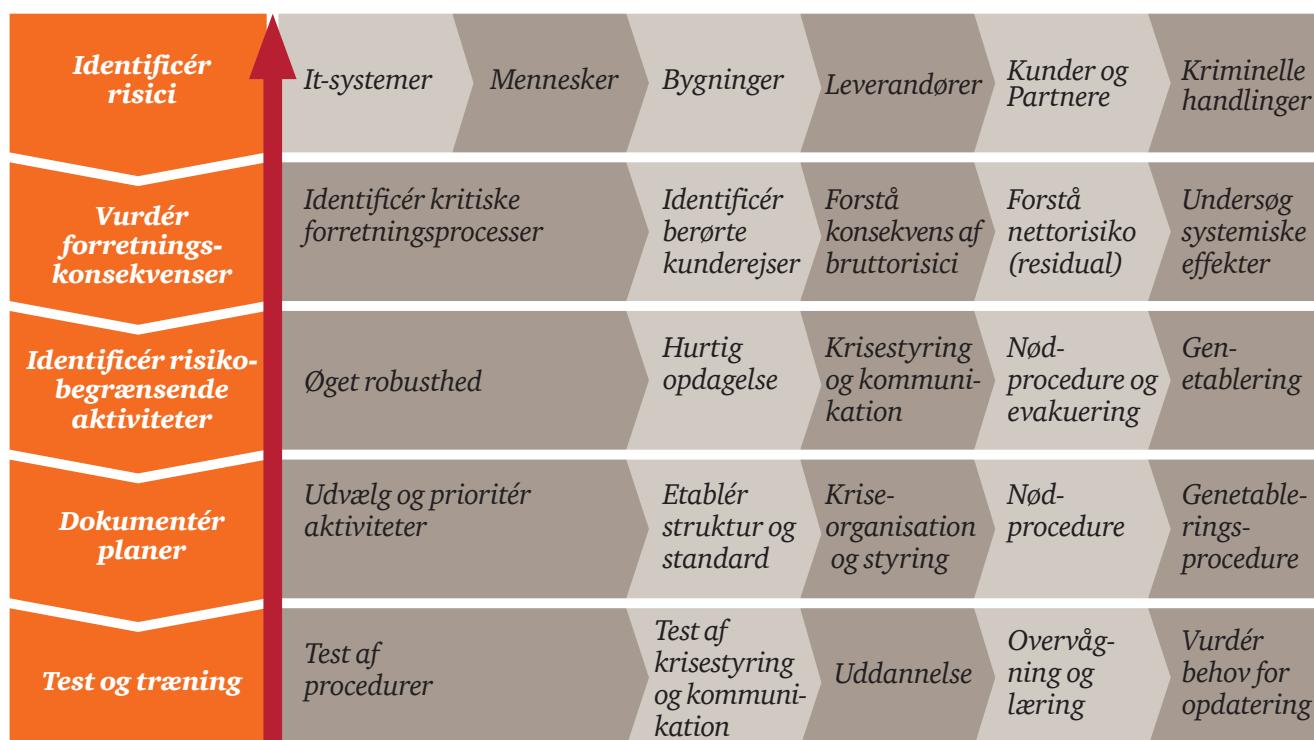 Identificér
risici
It-systemer
Mennesker
Bygninger
Leverandører
Kunder og
Partnere
Kriminelle
handlinger
Vurdér
forretnings-
konsekvenser
Identificér kritiske
forretningsprocesser
Identificér
berørte
kunderejser
Forstå
konsekvens af
bruttorisici
Forstå
nettorisiko
(residual)
Undersøg
systemiske
effekter
Identificér risiko-
begrænsende
aktiviteter
Øget robusthed
Hurtig
opdagelse
Krisestyring
og kommuni-
kation
Nød-
procedure og
evakuering
Gen-
etablering
Dokumentér
planer
Udvælg og prioritér
aktiviteter
Etablér
struktur og
standard
Krise-
organisation
og styring
Nød-
procedure
Genetable-
rings-
procedure
Test og træning
Test af
procedurer
Test af
krisestyring
og kommuni-
kation
Uddannelse
Overvåg-
ning og
læring
Vurdér
behov for
opdatering